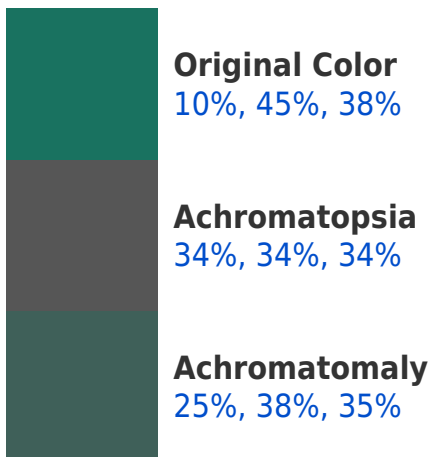 Original Color
10%, 45%, 38%
Achromatopsia
34%, 34%, 34%
Achromatomaly
25%, 38%, 35%